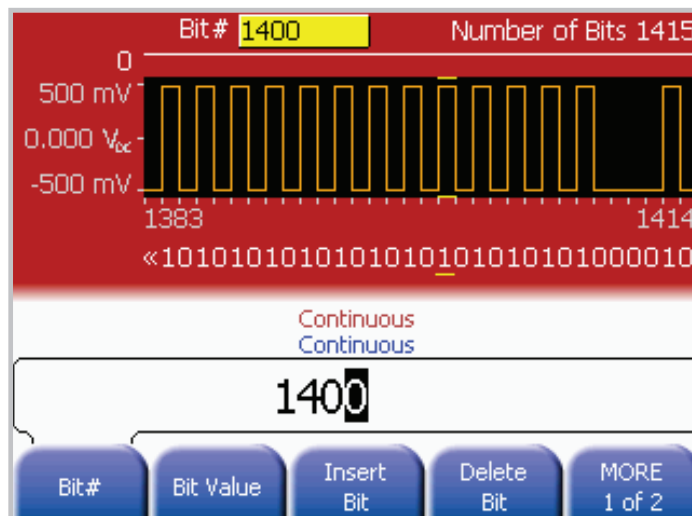 Bit# 1400 Number of Bits 1415
0
500 mV
0.000 Vdc
-500 mV
1383 1414
«1010101010101010101010101000010
Continuous
Continuous
1400
Bit# Bit Value Insert Bit Delete Bit MORE 1 of 2